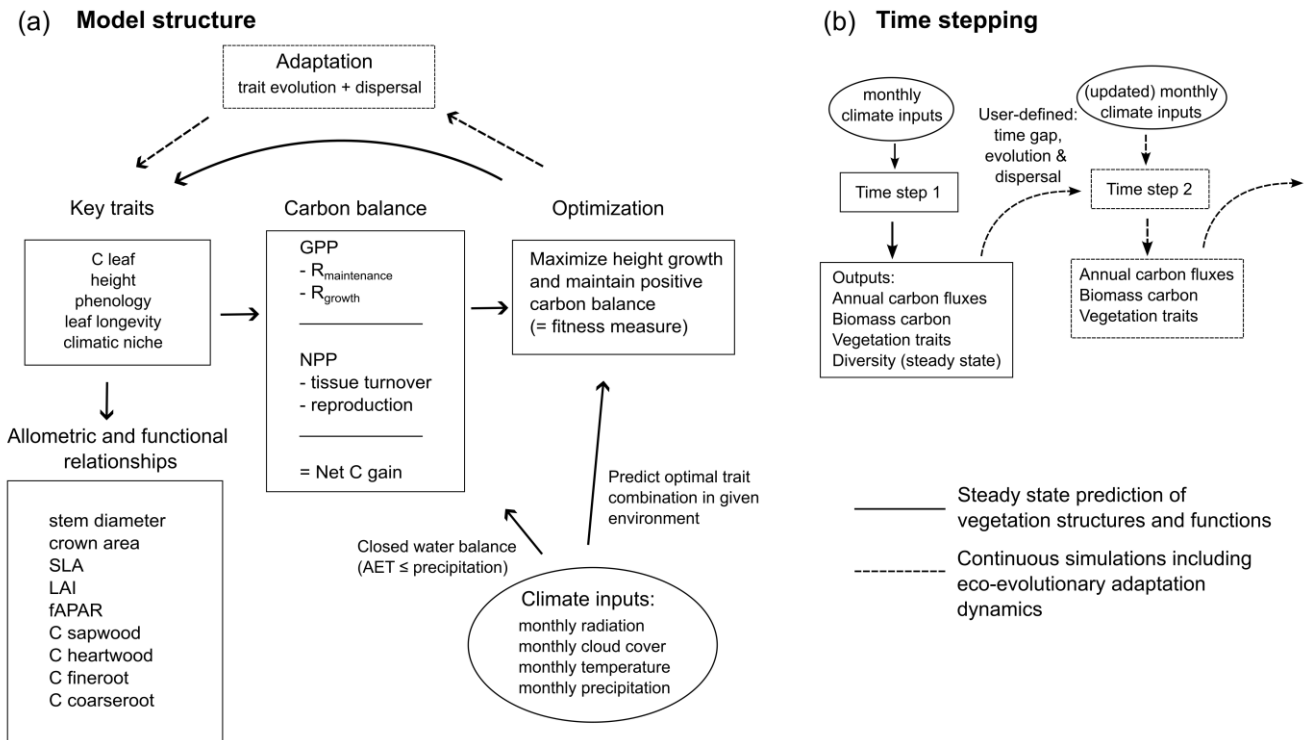 (a) Model structure
Adaptation
trait evolution + dispersal
Key traits
C leaf
height
phenology
leaf longevity
climatic niche
Allometric and functional
relationships
stem diameter
crown area
SLA
LAI
fAPAR
C sapwood
C heartwood
C fineroot
C coarseroot
Carbon balance
GPP
- Rmaintenance
- Rgrowth
NPP
- tissue turnover
- reproduction
= Net C gain
Optimization
Maximize height growth
and maintain positive
carbon balance
(= fitness measure)
Predict optimal trait
combination in given
environment
Closed water balance
(AET ≤ precipitation)
Climate inputs:
monthly radiation
monthly cloud cover
monthly temperature
monthly precipitation
(b) Time stepping
monthly
climate inputs
Time step 1
Outputs:
Annual carbon fluxes
Biomass carbon
Vegetation traits
Diversity (steady state)
User-defined:
time gap,
evolution &
dispersal
(updated) monthly
climate inputs
Time step 2
Annual carbon fluxes
Biomass carbon
Vegetation traits
Steady state prediction of
vegetation structures and functions
Continuous simulations including
eco-evolutionary adaptation
dynamics